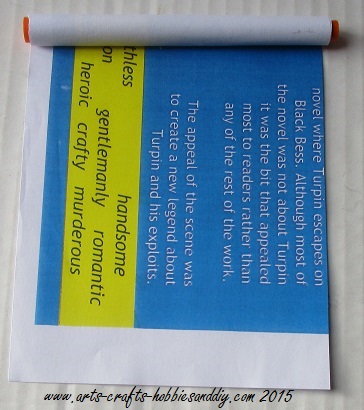 novel where Turpin escapes on
Black Bess. Although most of
the novel was not about Turpin
it was the bit that appealed
most to readers rather than
any of the rest of the work.
The appeal of the scene was
to create a new legend about
Turpin and his exploits.
thless handsome
on gentlemanly romantic
heroic crafty murderous
www.arts-crafts-hobbiesanddiy.com 2015